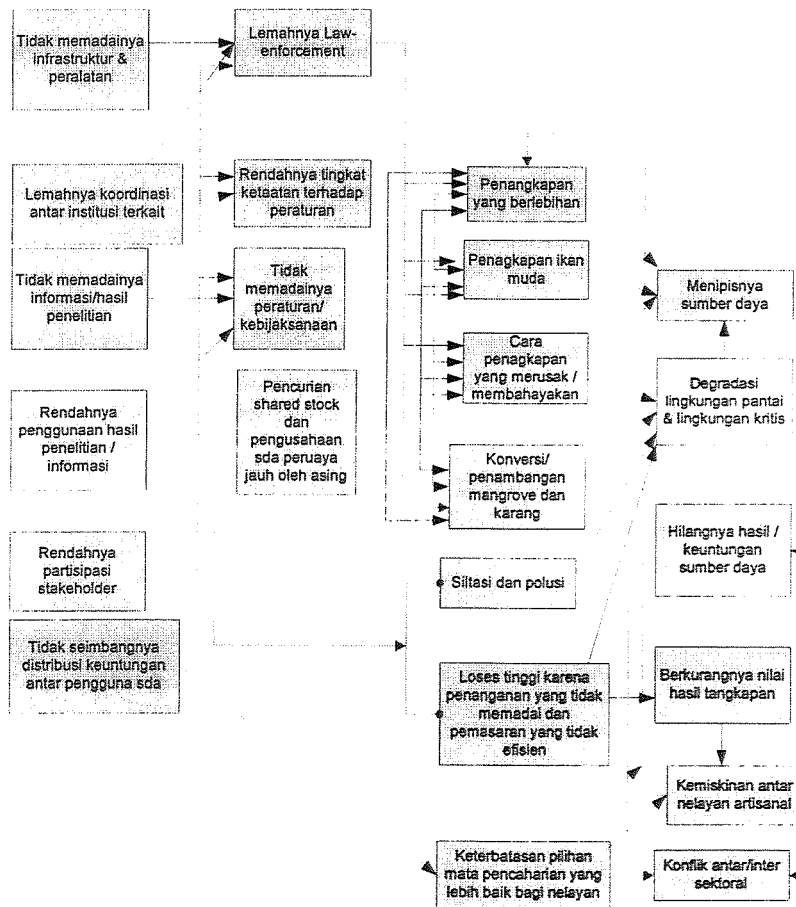 Tidak memadainya
infrastruktur &
peralatan
Lemahnya koordinasi
antar institusi terkait
Tidak memadainya
informasi/hasil
penelitian
Rendahnya
penggunaan hasil
penelitian /
informasi
Rendahnya
partisipasi
stakeholder
Tidak seimbangnya
distribusi keuntungan
antar pengguna sda
Lemahnya Law-
enforcement
Rendahnya tingkat
ketaatan terhadap
peraturan
Tidak
memadainya
peraturan/
kebijaksanaan
Pencurian
shared stock
dan
pengusahaan
sda peruaya
jauh oleh asing
Penangkapan
yang berlebihan
Penagkapan ikan
muda
Cara
penagkapan
yang merusak /
membahayakan
Konversi/
penambangan
mangrove dan
karang
Siltasi dan polusi
Loses tinggi karena
penanganan yang tidak
memadai dan
pemasaran yang tidak
efisien
Keterbatasan pilihan
mata pencaharian yang
lebih baik bagi nelayan
Menipisnya
sumber daya
Degradasi
lingkungan pantai
& lingkungan kritis
Hilangnya hasil /
keuntungan
sumber daya
Berkurangnya nilai
hasil tangkapan
Kemiskinan antar
nelayan artisanal
Konflik antar/inter
sektoral